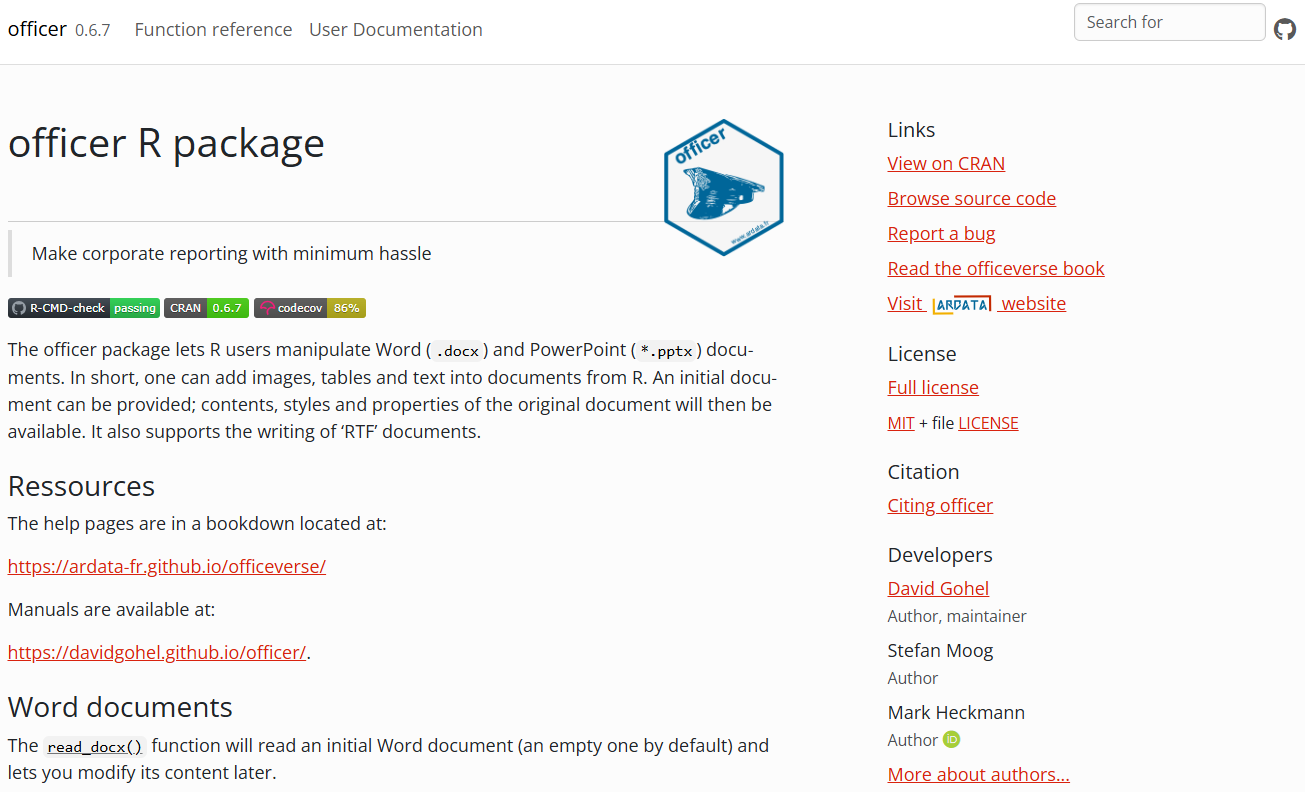 officer 0.6.7 Function reference User Documentation Search for
officer R package
officer
www.ardata.fr
Make corporate reporting with minimum hassle
R-CMD-check passing CRAN 0.6.7 codecov 86%
The officer package lets R users manipulate Word (.docx) and PowerPoint (*.pptx) docu-
ments. In short, one can add images, tables and text into documents from R. An initial docu-
ment can be provided; contents, styles and properties of the original document will then be
available. It also supports the writing of ‘RTF’ documents.
Ressources
The help pages are in a bookdown located at:
https://ardata-fr.github.io/officeverse/
Manuals are available at:
https://davidgohel.github.io/officer/.
Word documents
The read_docx() function will read an initial Word document (an empty one by default) and
lets you modify its content later.
Links
View on CRAN
Browse source code
Report a bug
Read the officeverse book
Visit ARDATA website
License
Full license
MIT + file LICENSE
Citation
Citing officer
Developers
David Gohel
Author, maintainer
Stefan Moog
Author
Mark Heckmann
Author iD
More about authors...